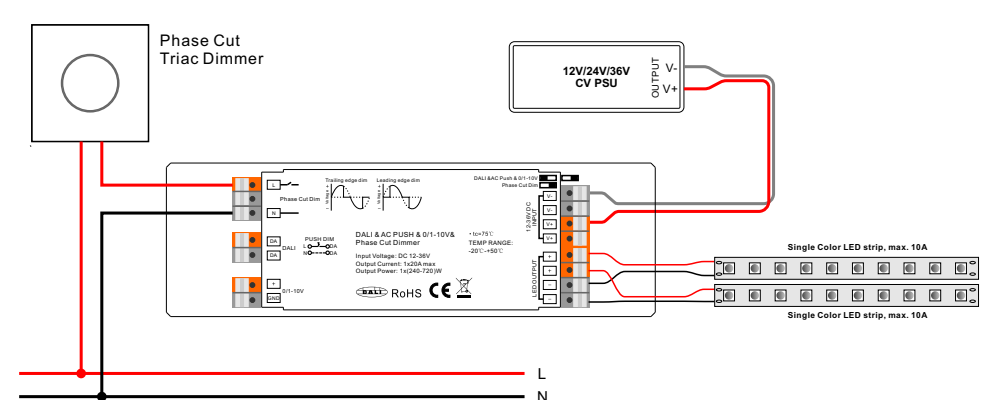 Phase Cut
Triac Dimmer
12V/24V/36V
CV PSU
OUTPUT
V-
V+
DALI&AC Push & 0/1-10V
Phase Cut Dim
Trailing edge dim
Leading edge dim
L
Phase Cut Dim
N
DA
DALI
DA
PUSH DIM
L
DA
N
DA
+
0/1-10V
GND
DALI & AC PUSH & 0/1-10V&
Phase Cut Dimmer
Input Voltage: DC 12-36V
Output Current: 1x20A max
Output Power: 1x(240-720)W
• tc=75℃
TEMP RANGE:
-20℃-+50℃
DALI
RoHS
CE
V-
V-
V+
V+
12-36VDC
INPUT
+
+
−
−
LED OUTPUT
Single Color LED strip, max. 10A
Single Color LED strip, max. 10A
L
N